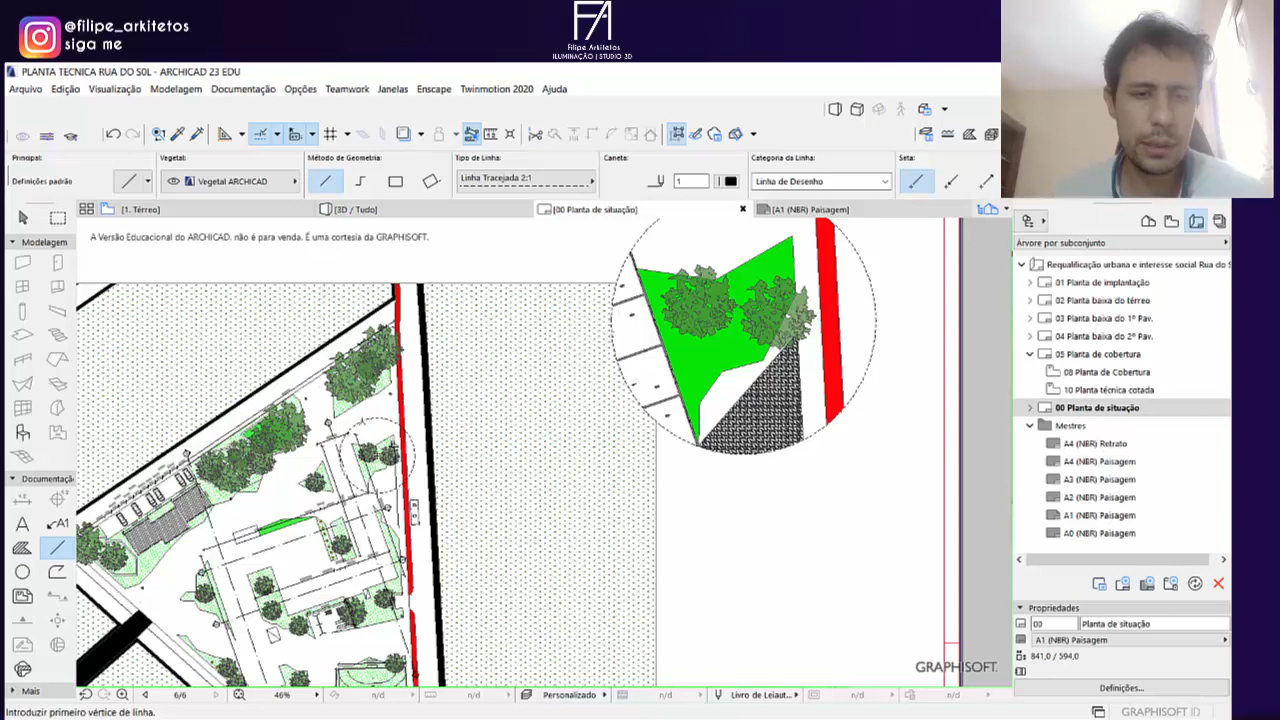 @filipe_arkitetos
siga me
FA
Filipe Arkitetos
ILUMINAÇÃO | STUDIO 3D
PLANTA TECNICA RUA DO S0L - ARCHICAD 23 EDU
Arquivo Edição Visualização Modelagem Documentação Opções Teamwork Janelas Enscape Twinmotion 2020 Ajuda
Principal: Vegetal: Método de Geometria: Tipo de Linha: Caneta: Categoria da Linha: Seta:
Definições padrão Vegetal ARCHICAD Linha Tracejada 2:1 1 Linha de Desenho
[1. Térreo] [3D / Tudo] [00 Planta de situação] [A1 (NBR) Paisagem]
A Versão Educacional do ARCHICAD, não é para venda. É uma cortesia da GRAPHISOFT.
Modelagem
Documentação
A
A1
Mais
Árvore por subconjunto
Requalificação urbana e interesse social Rua do S
01 Planta de implantação
02 Planta baixa do térreo
03 Planta baixa do 1º Pav.
04 Planta baixa do 2º Pav.
05 Planta de cobertura
08 Planta de Cobertura
10 Planta técnica cotada
00 Planta de situação
Mestres
A4 (NBR) Retrato
A4 (NBR) Paisagem
A3 (NBR) Paisagem
A2 (NBR) Paisagem
A1 (NBR) Paisagem
A0 (NBR) Paisagem
Propriedades
00 Planta de situação
A1 (NBR) Paisagem
841,0 / 594,0
Definições...
GRAPHISOFT.
6/6 46% n/d n/d Personalizado n/d Livro de Leiaut... n/d n/d
Introduzir primeiro vértice de linha.
GRAPHISOFT ID